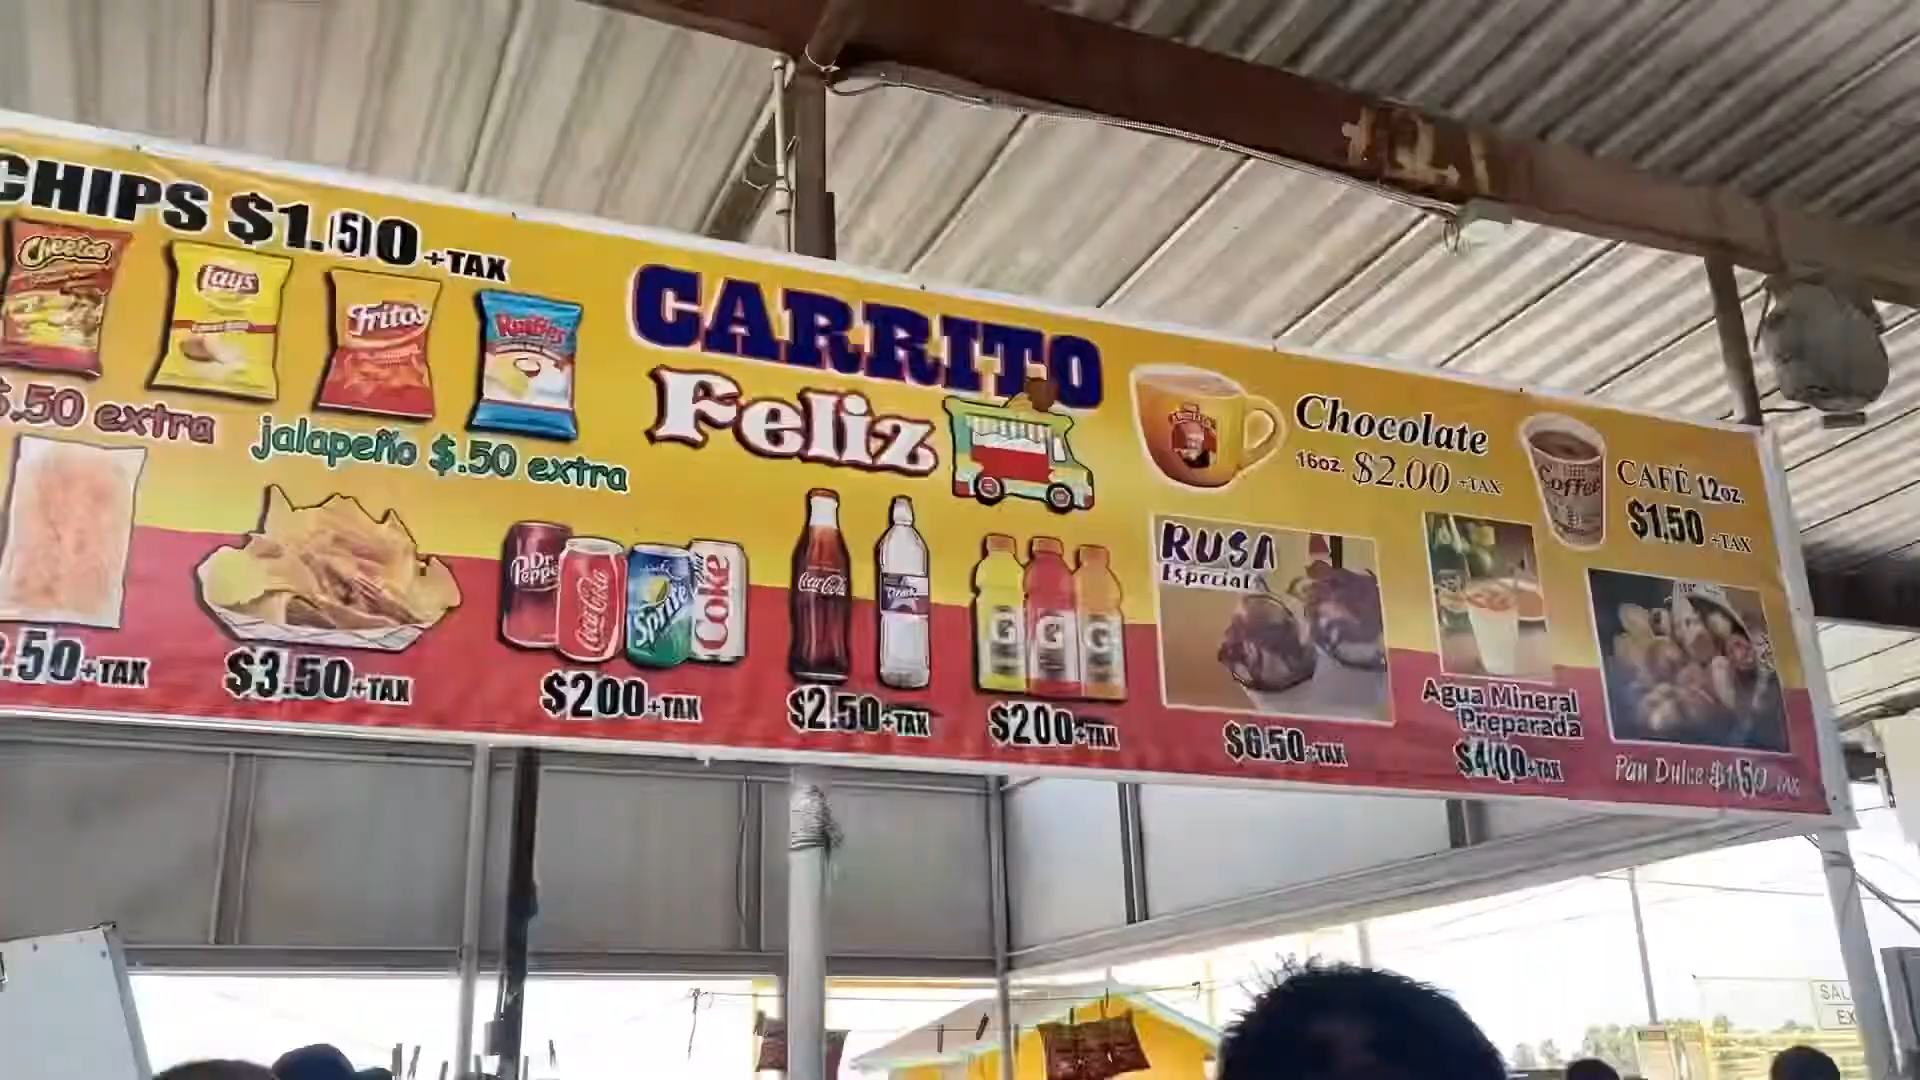 CHIPS $1.50 +TAX
Cheetos
Lay's
Fritos
Ruffles
$.50 extra
jalapeño $.50 extra
.50+TAX
$3.50+TAX
CARRITO
Feliz
Dr Pepper
Coca-Cola
Sprite
Coke
$200+TAX
Coca-Cola
$2.50+TAX
G
G
G
$200+TAX
Chocolate
16oz. $2.00 +TAX
Coffee
CAFÉ 12oz.
$1.50 +TAX
RUSA
Especial
$6.50+TAX
Agua Mineral
Preparada
$4.00+TAX
Pan Dulce $1.50 +TAX
SAL
EX